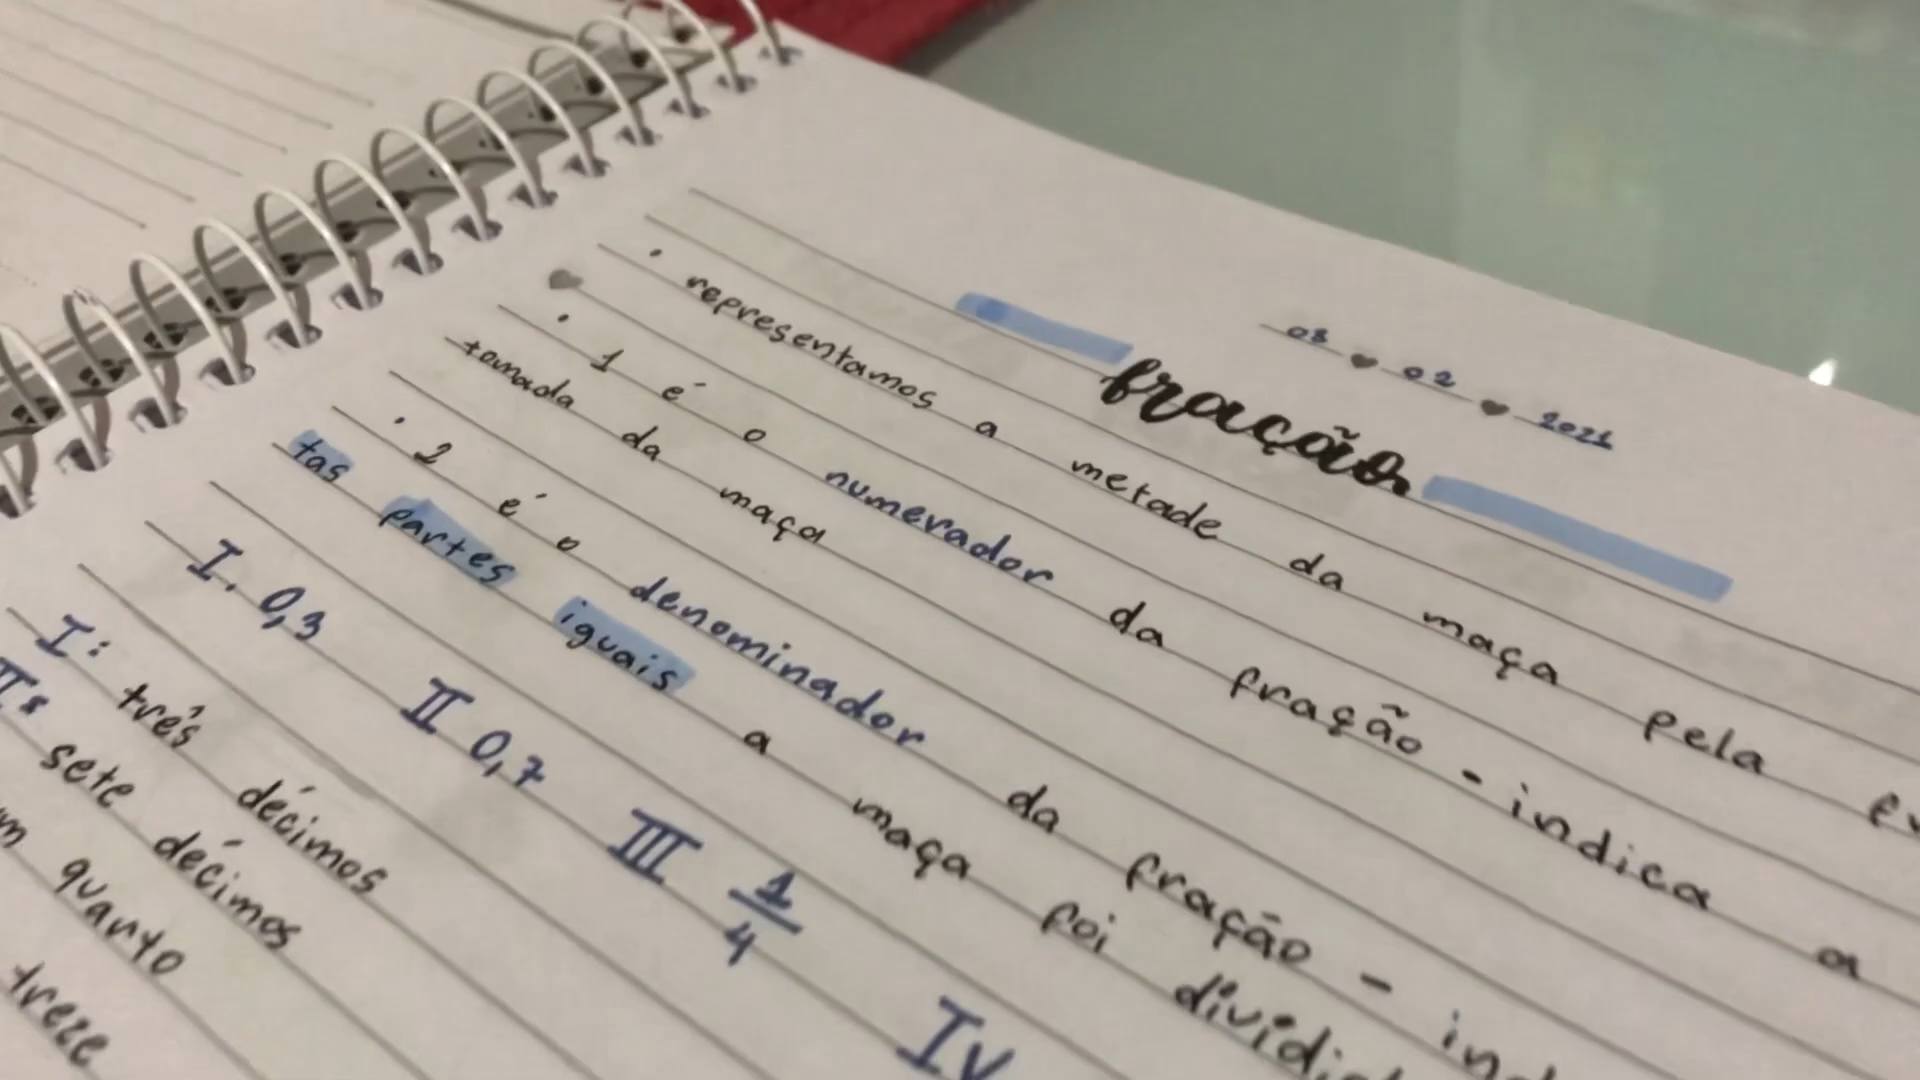 03 02 2021
fração
• representamos a metade da maça pela
• 1 é o numerador da fração - indica a
tomada da maça
• 2 é o denominador da fração -
tas partes iguais a maça foi
I. 0,3 II 0,7 III 1/4 IV
I: três décimos
sete décimos
quarto
treze